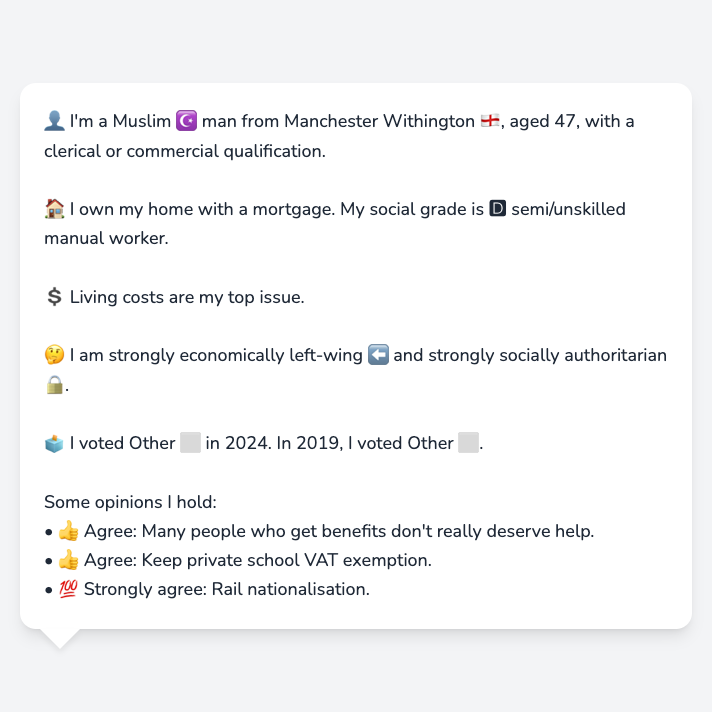 👤 I'm a Muslim ☪️ man from Manchester Withington 🏴󠁧󠁢󠁥󠁮󠁧󠁿, aged 47, with a
clerical or commercial qualification.
🏠 I own my home with a mortgage. My social grade is 🅳 semi/unskilled
manual worker.
💲 Living costs are my top issue.
🤔 I am strongly economically left-wing ⬅️ and strongly socially authoritarian
🔒.
🗳️ I voted Other ⬜ in 2024. In 2019, I voted Other ⬜.
Some opinions I hold:
• 👍 Agree: Many people who get benefits don't really deserve help.
• 👍 Agree: Keep private school VAT exemption.
• 💯 Strongly agree: Rail nationalisation.